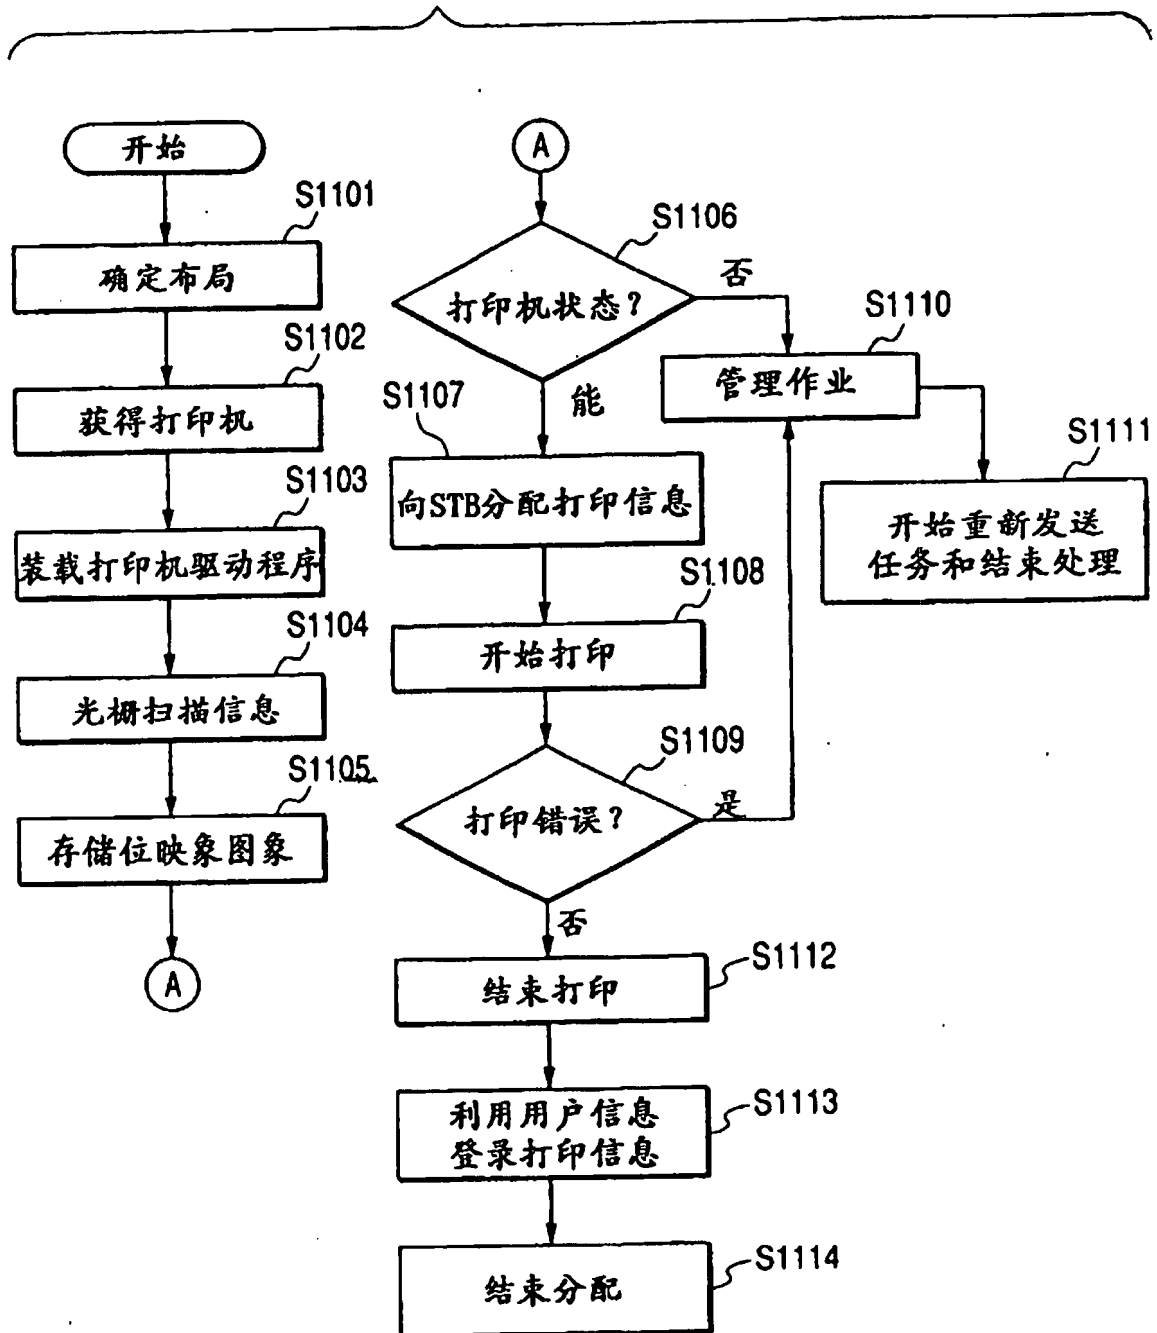 开始
S1101
确定布局
S1102
获得打印机
S1103
装载打印机驱动程序
S1104
光栅扫描信息
S1105
存储位映象图象
A
A
S1106
打印机状态?
否
能
S1107
向STB分配打印信息
S1108
开始打印
S1109
打印错误?
是
否
S1110
管理作业
S1111
开始重新发送
任务和结束处理
S1112
结束打印
S1113
利用用户信息
登录打印信息
S1114
结束分配